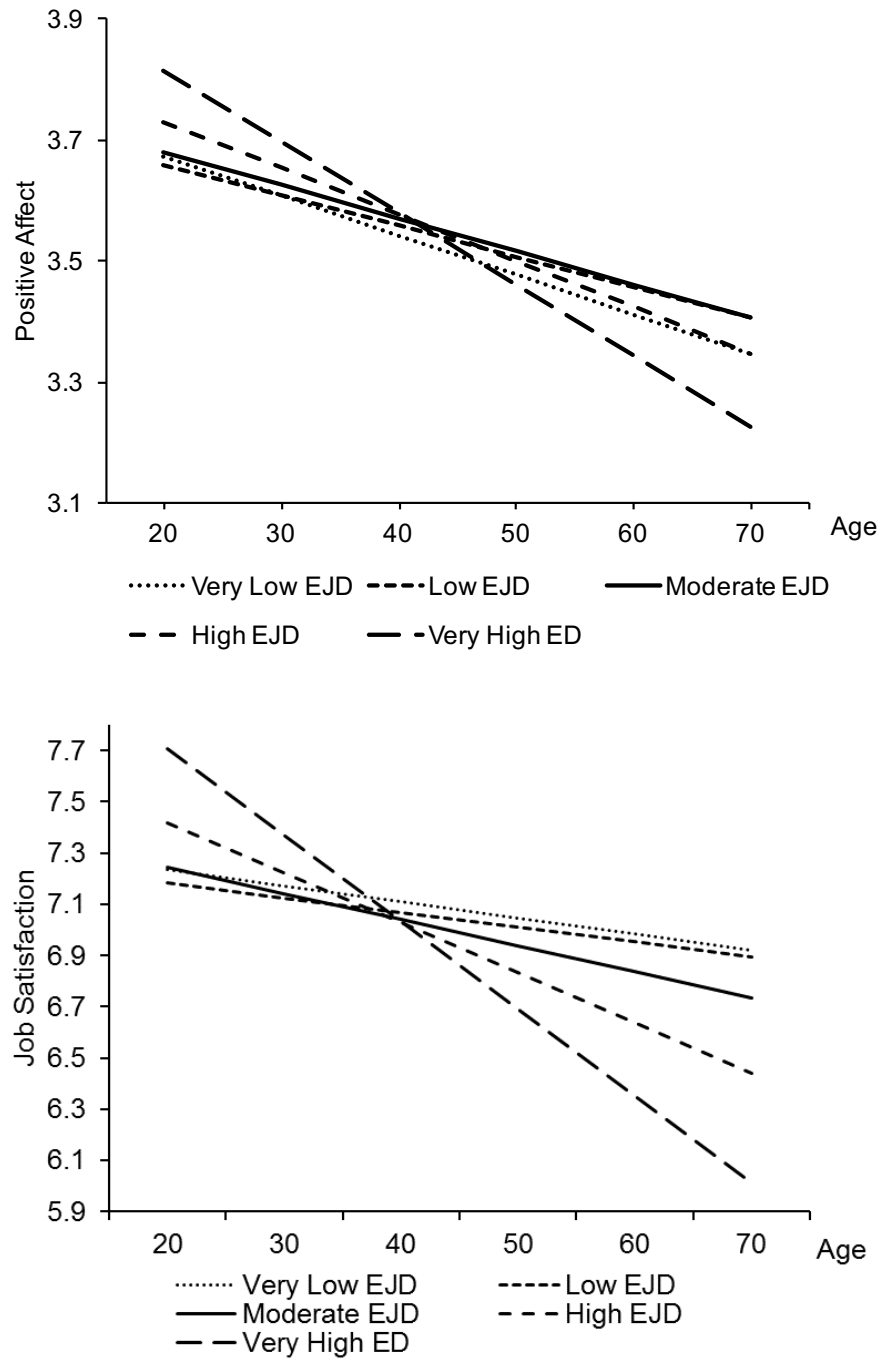 Positive Affect
3.9
3.7
3.5
3.3
3.1
20 30 40 50 60 70 Age
Very Low EJD Low EJD Moderate EJD
High EJD Very High ED
Job Satisfaction
7.7
7.5
7.3
7.1
6.9
6.7
6.5
6.3
6.1
5.9
20 30 40 50 60 70 Age
Very Low EJD Low EJD
Moderate EJD High EJD
Very High ED